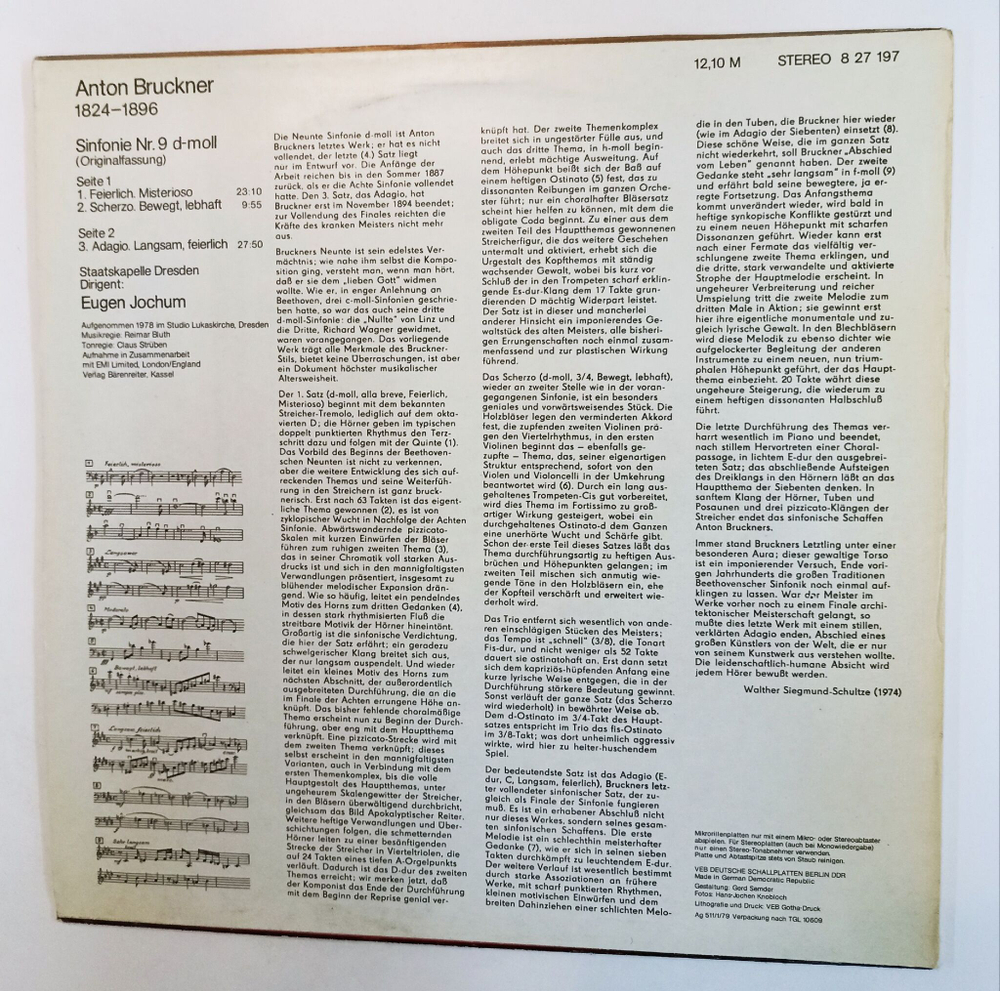 Anton Bruckner
1824–1896
Sinfonie Nr. 9 d-moll
(Originalfassung)
Seite 1
1. Feierlich. Misterioso 23:10
2. Scherzo. Bewegt, lebhaft 9:55
Seite 2
3. Adagio. Langsam, feierlich 27:50
Staatskapelle Dresden
Dirigent:
Eugen Jochum
Aufgenommen 1978 im Studio Lukaskirche, Dresden
Musikregie: Reimar Bluth
Tonregie: Claus Strüben
Aufnahme in Zusammenarbeit
mit EMI Limited, London/England
Verlag Bärenreiter, Kassel
1 Feierlich, misterioso
2
3 Langsamer
4 Moderato
5
6 Bewegt, lebhaft
7 Langsam, feierlich
8
9 Sehr langsam
Die Neunte Sinfonie d-moll ist Anton
Bruckners letztes Werk; er hat es nicht
vollendet, der letzte (4.) Satz liegt
nur im Entwurf vor. Die Anfänge der
Arbeit reichen bis in den Sommer 1887
zurück, als er die Achte Sinfonie vollendet
hatte. Den 3. Satz, das Adagio, hat
Bruckner erst im November 1894 beendet;
zur Vollendung des Finales reichten die
Kräfte des kranken Meisters nicht mehr
aus.
Bruckners Neunte ist sein edelstes Ver-
mächtnis; wie nahe ihm selbst die Kompo-
sition ging, versteht man, wenn man hört,
daß er sie dem „lieben Gott" widmen
wollte. Wie er, in enger Anlehnung an
Beethoven, drei c-moll-Sinfonien geschrie-
ben hatte, so war das auch seine dritte
d-moll-Sinfonie: die „Nullte" von Linz und
die Dritte, Richard Wagner gewidmet,
waren vorangegangen. Das vorliegende
Werk trägt alle Merkmale des Bruckner-
Stils, bietet keine Überraschungen, ist aber
ein Dokument höchster musikalischer
Altersweisheit.
Der 1. Satz (d-moll, alla breve, Feierlich,
Misterioso) beginnt mit dem bekannten
Streicher-Tremolo, lediglich auf dem okta-
vierten D; die Hörner geben im typischen
doppelt punktierten Rhythmus den Terz-
schritt dazu und folgen mit der Quinte (1).
Das Vorbild des Beginns der Beethoven-
schen Neunten ist nicht zu verkennen,
aber die weitere Entwicklung des sich auf-
reckenden Themas und seine Weiterfüh-
rung in den Streichern ist ganz bruck-
nerisch. Erst nach 63 Takten ist das eigent-
liche Thema gewonnen (2), es ist von
zyklopischer Wucht in Nachfolge der Achten
Sinfonie. Abwärtswandernde pizzicato-
Skalen mit kurzen Einwürfen der Bläser
führen zum ruhigen zweiten Thema (3),
das in seiner Chromatik voll starken Aus-
drucks ist und sich in den mannigfaltigsten
Verwandlungen präsentiert, insgesamt zu
blühender melodischer Expansion drän-
gend. Wie so häufig, leitet ein pendelndes
Motiv des Horns zum dritten Gedanken (4),
in dessen stark rhythmisierten Fluß die
streitbare Motivik der Hörner hineintönt.
Großartig ist die sinfonische Verdichtung,
die hier der Satz erfährt; ein geradezu
schwelgerischer Klang breitet sich aus,
der nur langsam auspendelt. Und wieder
leitet ein kleines Motiv des Horns zum
nächsten Abschnitt, der außerordentlich
ausgebreiteten Durchführung, die an die
im Finale der Achten errungene Höhe an-
knüpft. Das bisher fehlende choralmäßige
Thema erscheint nun zu Beginn der Durch-
führung, aber eng mit dem Hauptthema
verknüpft. Eine pizzicato-Strecke wird mit
dem zweiten Thema verknüpft; dieses
selbst erscheint in den mannigfaltigsten
Varianten, auch in Verbindung mit dem
ersten Themenkomplex, bis die volle
Hauptgestalt des Hauptthemas, unter
ungeheurem Skalengewitter der Streicher,
in den Bläsern überwältigend durchbricht,
gleichsam das Bild Apokalyptischer Reiter.
Weitere heftige Verwandlungen und Über-
schichtungen folgen, die schmetternden
Hörner leiten zu einer besänftigenden
Strecke der Streicher in Vierteltriolen, die
auf 24 Takten eines tiefen A-Orgelpunkts
verläuft. Dadurch ist das D-dur des zweiten
Themas erreicht; wir merken jetzt, daß
der Komponist das Ende der Durchführung
mit dem Beginn der Reprise genial ver-
knüpft hat. Der zweite Themenkomplex
breitet sich in ungestörter Fülle aus, und
auch das dritte Thema, in h-moll begin-
nend, erlebt mächtige Ausweitung. Auf
dem Höhepunkt beißt sich der Baß auf
einem heftigen Ostinato (5) fest, das zu
dissonanten Reibungen im ganzen Orche-
ster führt; nur ein choralhafter Bläsersatz
scheint hier helfen zu können, mit dem die
obligate Coda beginnt. Zu einer aus dem
zweiten Teil des Hauptthemas gewonnenen
Streicherfigur, die das weitere Geschehen
untermalt und aktiviert, erhebt sich die
Urgestalt des Kopfthemas mit ständig
wachsender Gewalt, wobei bis kurz vor
Schluß der in den Trompeten scharf erklin-
gende Es-dur-Klang dem 17 Takte grun-
dierenden D mächtig Widerpart leistet.
Der Satz ist in dieser und mancherlei
anderer Hinsicht ein imponierendes Ge-
waltstück des alten Meisters, alle bisheri-
gen Errungenschaften noch einmal zusam-
menfassend und zur plastischen Wirkung
führend.
Das Scherzo (d-moll, 3/4, Bewegt, lebhaft),
wieder an zweiter Stelle wie in der voran-
gegangenen Sinfonie, ist ein besonders
geniales und vorwärtsweisendes Stück. Die
Holzbläser legen den verminderten Akkord
fest, die zupfenden zweiten Violinen prä-
gen den Viertelrhythmus, in den ersten
Violinen beginnt das – ebenfalls ge-
zupfte – Thema, das, seiner eigenartigen
Struktur entsprechend, sofort von den
Violen und Violoncelli in der Umkehrung
beantwortet wird (6). Durch ein lang aus-
gehaltenes Trompeten-Cis gut vorbereitet,
wird dies Thema im Fortissimo zu groß-
artiger Wirkung gesteigert, wobei ein
durchgehaltenes Ostinato-d dem Ganzen
eine unerhörte Wucht und Schärfe gibt.
Schon der erste Teil dieses Satzes läßt das
Thema durchführungsartig zu heftigen Aus-
brüchen und Höhepunkten gelangen; im
zweiten Teil mischen sich anmutig wie-
gende Töne in den Holzbläsern ein, ehe
der Kopfteil verschärft und erweitert wie-
derholt wird.
Das Trio entfernt sich wesentlich von ande-
ren einschlägigen Stücken des Meisters;
das Tempo ist „schnell" (3/8), die Tonart
Fis-dur, und nicht weniger als 52 Takte
dauert sie ostinatohaft an. Erst dann setzt
sich dem kapriziös-hüpfenden Anfang eine
kurze lyrische Weise entgegen, die in der
Durchführung stärkere Bedeutung gewinnt.
Sonst verläuft der ganze Satz (das Scherzo
wird wiederholt) in bewährter Weise ab.
Dem d-Ostinato im 3/4-Takt des Haupt-
satzes entspricht im Trio das fis-Ostinato
im 3/8-Takt; was dort unheimlich aggressiv
wirkte, wird hier zu heiter-huschendem
Spiel.
Der bedeutendste Satz ist das Adagio (E-
dur, C, Langsam, feierlich), Bruckners letz-
ter vollendeter sinfonischer Satz, der zu-
gleich als Finale der Sinfonie fungieren
muß. Es ist ein erhabener Abschluß nicht
nur dieses Werkes, sondern seines gesam-
ten sinfonischen Schaffens. Die erste
Melodie ist ein schlechthin meisterhafter
Gedanke (7), wie er sich in seinen sieben
Takten durchkämpft zu leuchtendem E-dur.
Der weitere Verlauf ist wesentlich bestimmt
durch starke Assoziationen an frühere
Werke, mit scharf punktierten Rhythmen,
kleinen motivischen Einwürfen und dem
breiten Dahinziehen einer schlichten Melo-
12,10 M STEREO 8 27 197
die in den Tuben, die Bruckner hier wieder
(wie im Adagio der Siebenten) einsetzt (8).
Diese schöne Weise, die im ganzen Satz
nicht wiederkehrt, soll Bruckner „Abschied
vom Leben" genannt haben. Der zweite
Gedanke steht „sehr langsam" in f-moll (9)
und erfährt bald seine bewegtere, ja er-
regte Fortsetzung. Das Anfangsthema
kommt unverändert wieder, wird bald in
heftige synkopische Konflikte gestürzt und
zu einem neuen Höhepunkt mit scharfen
Dissonanzen geführt. Wieder kann erst
nach einer Fermate das vielfältig ver-
schlungene zweite Thema erklingen, und
die dritte, stark verwandelte und aktivierte
Strophe der Hauptmelodie erscheint. In
ungeheurer Verbreiterung und reicher
Umspielung tritt die zweite Melodie zum
dritten Male in Aktion; sie gewinnt erst
hier ihre eigentliche monumentale und zu-
gleich lyrische Gewalt. In den Blechbläsern
wird diese Melodik zu ebenso dichter wie
aufgelockerter Begleitung der anderen
Instrumente zu einem neuen, nun trium-
phalen Höhepunkt geführt, der das Haupt-
thema einbezieht. 20 Takte währt diese
ungeheure Steigerung, die wiederum zu
einem heftigen dissonanten Halbschluß
führt.
Die letzte Durchführung des Themas ver-
harrt wesentlich im Piano und beendet,
nach stillem Hervortreten einer Choral-
passage, in lichtem E-dur den ausgebrei-
teten Satz; das abschließende Aufsteigen
des Dreiklangs in den Hörnern läßt an das
Hauptthema der Siebenten denken. In
sanftem Klang der Hörner, Tuben und
Posaunen und drei pizzicato-Klängen der
Streicher endet das sinfonische Schaffen
Anton Bruckners.
Immer stand Bruckners Letztling unter einer
besonderen Aura; dieser gewaltige Torso
ist ein imponierender Versuch, Ende vori-
gen Jahrhunderts die großen Traditionen
Beethovenscher Sinfonik noch einmal auf-
klingen zu lassen. War der Meister im
Werke vorher noch zu einem Finale archi-
tektonischer Meisterschaft gelangt, so
mußte dies letzte Werk mit einem stillen,
verklärten Adagio enden, Abschied eines
großen Künstlers von der Welt, die er nur
von seinem Kunstwerk aus verstehen wollte.
Die leidenschaftlich-humane Absicht wird
jedem Hörer bewußt werden.
Walther Siegmund-Schultze (1974)
Mikrorillenplatten nur mit einem Mikro- oder Stereoabtaster
abspielen. Für Stereoplatten (auch bei Monowiedergabe)
nur einen Stereo-Tonabnehmer verwenden.
Platte und Abtastspitze stets von Staub reinigen.
VEB DEUTSCHE SCHALLPLATTEN BERLIN DDR
Made in German Democratic Republic
Gestaltung: Gerd Semder
Fotos: Hans-Jochen Knobloch
Lithografie und Druck: VEB Gotha-Druck
Ag 511/1/79 Verpackung nach TGL 10609